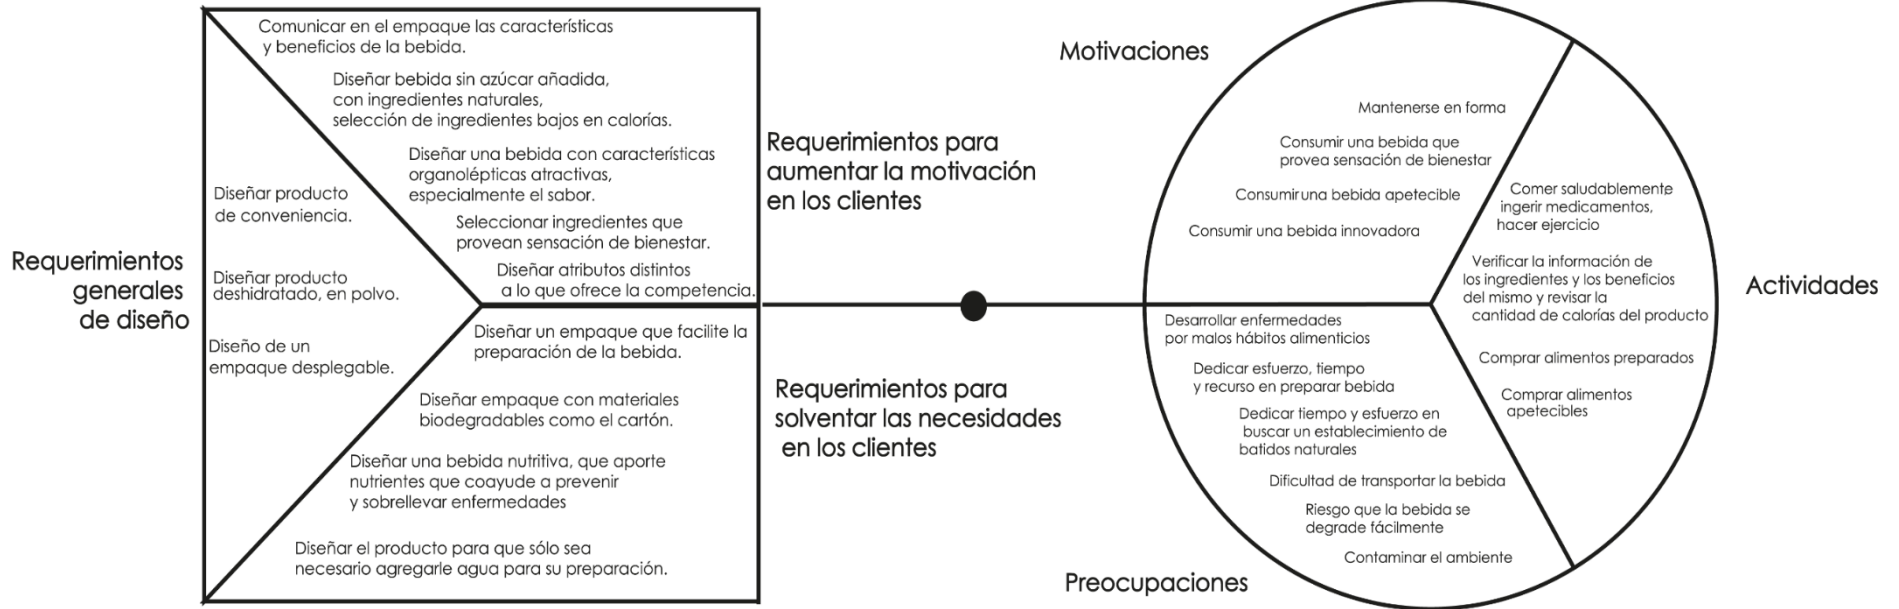 Comunicar en el empaque las características
y beneficios de la bebida.
Diseñar bebida sin azúcar añadida,
con ingredientes naturales,
selección de ingredientes bajos en calorías.
Diseñar una bebida con características
organolépticas atractivas,
especialmente el sabor.
Seleccionar ingredientes que
provean sensación de bienestar.
Diseñar atributos distintos
a lo que ofrece la competencia.
Requerimientos
generales
de diseño
Diseñar producto
de conveniencia.
Diseñar producto
deshidratado, en polvo.
Diseño de un
empaque desplegable.
Diseñar un empaque que facilite la
preparación de la bebida.
Diseñar empaque con materiales
biodegradables como el cartón.
Diseñar una bebida nutritiva, que aporte
nutrientes que coayude a prevenir
y sobrellevar enfermedades
Diseñar el producto para que sólo sea
necesario agregarle agua para su preparación.
Requerimientos para
aumentar la motivación
en los clientes
Requerimientos para
solventar las necesidades
en los clientes
Motivaciones
Mantenerse en forma
Consumir una bebida que
provea sensación de bienestar
Consumir una bebida apetecible
Consumir una bebida innovadora
Comer saludablemente
ingerir medicamentos,
hacer ejercicio
Verificar la información de
los ingredientes y los beneficios
del mismo y revisar la
cantidad de calorías del producto
Comprar alimentos preparados
Comprar alimentos
apetecibles
Actividades
Desarrollar enfermedades
por malos hábitos alimenticios
Dedicar esfuerzo, tiempo
y recurso en preparar bebida
Dedicar tiempo y esfuerzo en
buscar un establecimiento de
batidos naturales
Dificultad de transportar la bebida
Riesgo que la bebida se
degrade fácilmente
Contaminar el ambiente
Preocupaciones